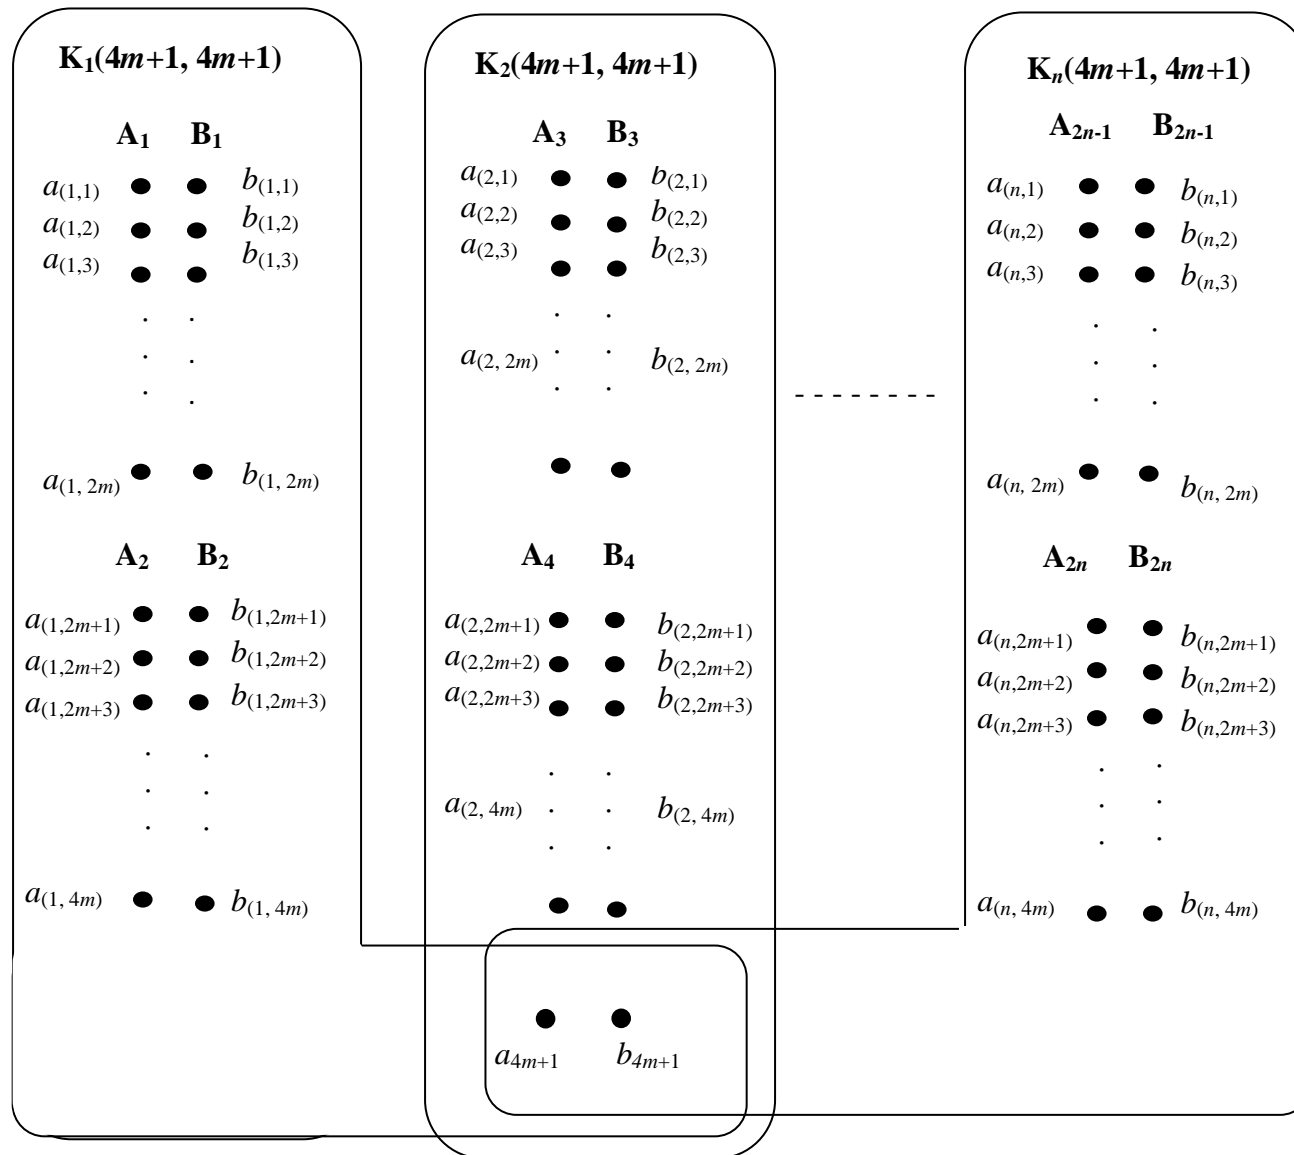 K₁(4m+1, 4m+1)
A₁ B₁
a(1,1) b(1,1)
a(1,2) b(1,2)
a(1,3) b(1,3)
a(1, 2m) b(1, 2m)
A₂ B₂
a(1,2m+1) b(1,2m+1)
a(1,2m+2) b(1,2m+2)
a(1,2m+3) b(1,2m+3)
a(1, 4m) b(1, 4m)
K₂(4m+1, 4m+1)
A₃ B₃
a(2,1) b(2,1)
a(2,2) b(2,2)
a(2,3) b(2,3)
a(2, 2m) b(2, 2m)
A₄ B₄
a(2,2m+1) b(2,2m+1)
a(2,2m+2) b(2,2m+2)
a(2,2m+3) b(2,2m+3)
a(2, 4m) b(2, 4m)
Kn(4m+1, 4m+1)
A2n-1 B2n-1
a(n,1) b(n,1)
a(n,2) b(n,2)
a(n,3) b(n,3)
a(n, 2m) b(n, 2m)
A2n B2n
a(n,2m+1) b(n,2m+1)
a(n,2m+2) b(n,2m+2)
a(n,2m+3) b(n,2m+3)
a(n, 4m) b(n, 4m)
a4m+1 b4m+1